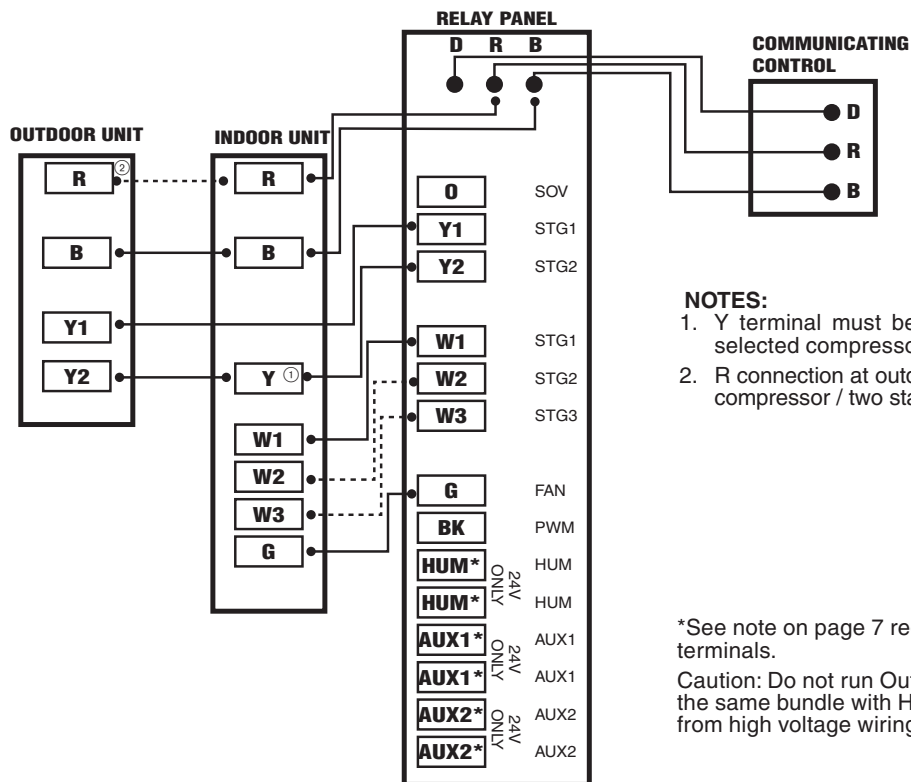 RELAY PANEL
D R B
COMMUNICATING
CONTROL
D
R
B
OUTDOOR UNIT
R ②
B
Y1
Y2
INDOOR UNIT
R
B
Y ①
W1
W2
W3
G
O SOV
Y1 STG1
Y2 STG2
W1 STG1
W2 STG2
W3 STG3
G FAN
BK PWM
HUM* HUM
HUM* HUM
24V
ONLY
AUX1* AUX1
AUX1* AUX1
24V
ONLY
AUX2* AUX2
AUX2* AUX2
24V
ONLY
NOTES:
1. Y terminal must be
selected compresso
2. R connection at outd
compressor / two sta
*See note on page 7 re
terminals.
Caution: Do not run Out
the same bundle with H
from high voltage wiring